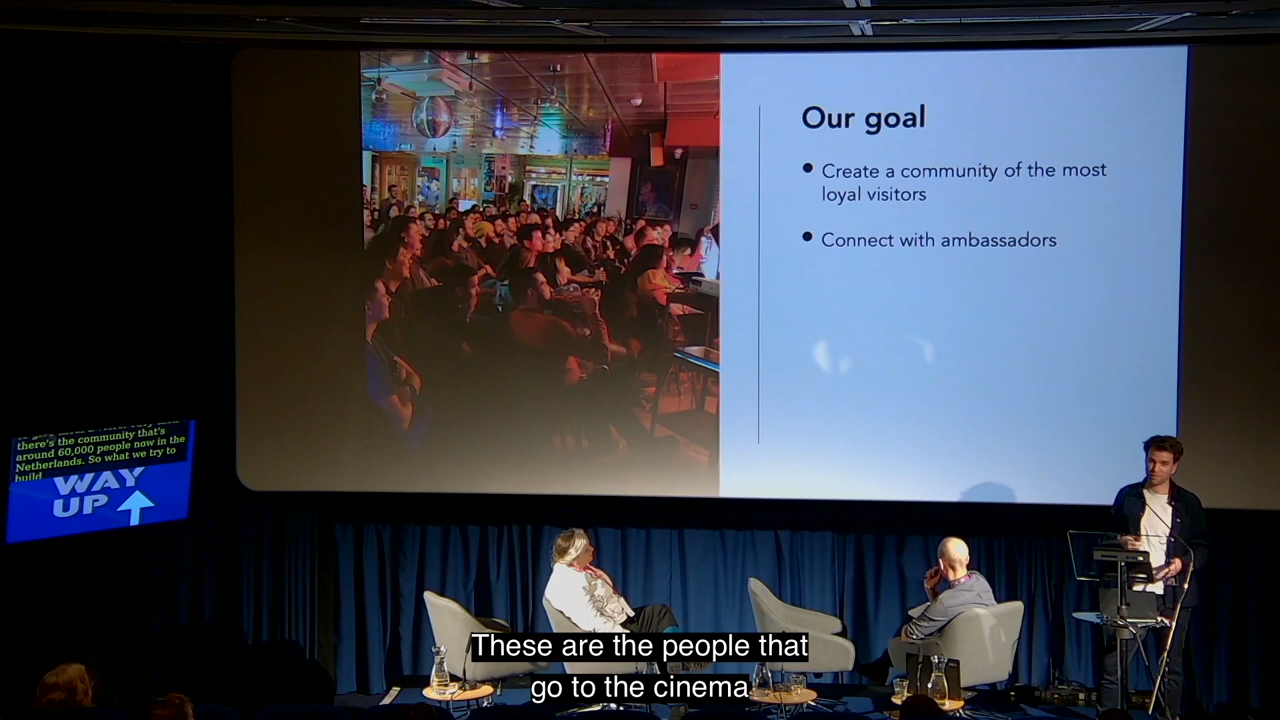 Our goal
• Create a community of the most
loyal visitors
• Connect with ambassadors
there's the community that's
around 60,000 people now in the
Netherlands. So what we try to
build
WAY
UP
These are the people that
go to the cinema